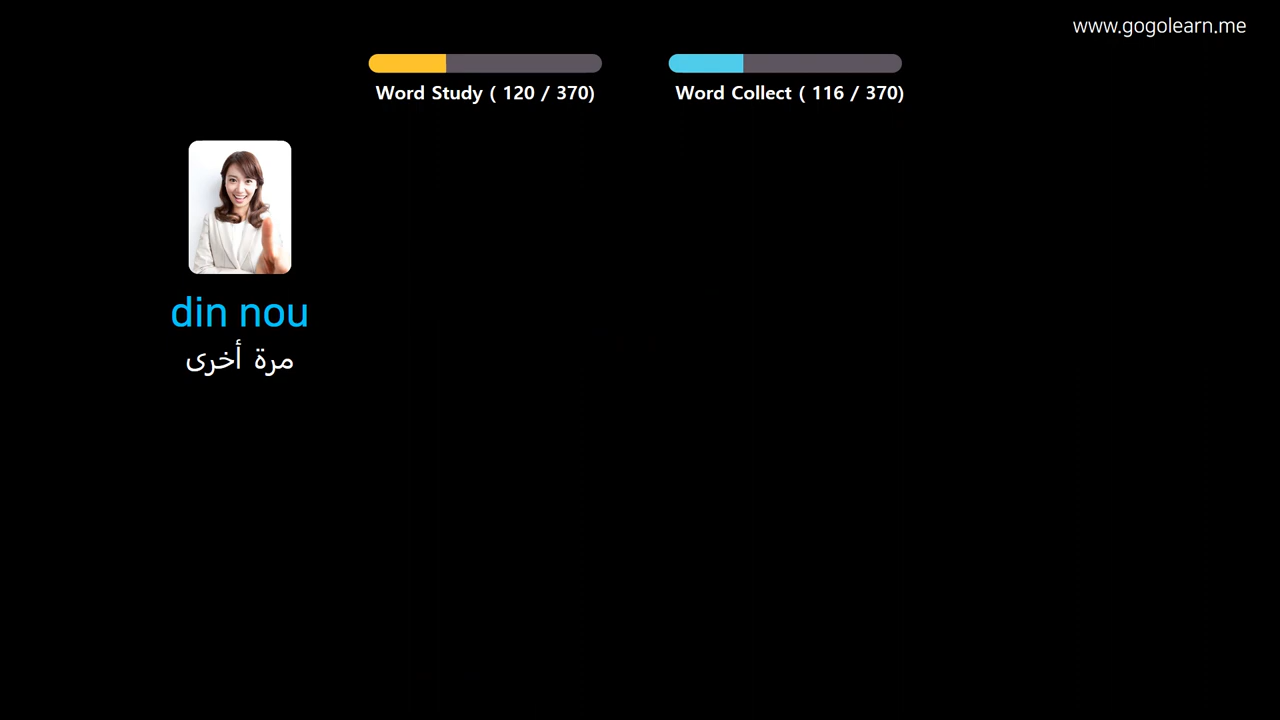 www.gogolearn.me
Word Study ( 120 / 370)
Word Collect ( 116 / 370)
din nou
مرة أخرى